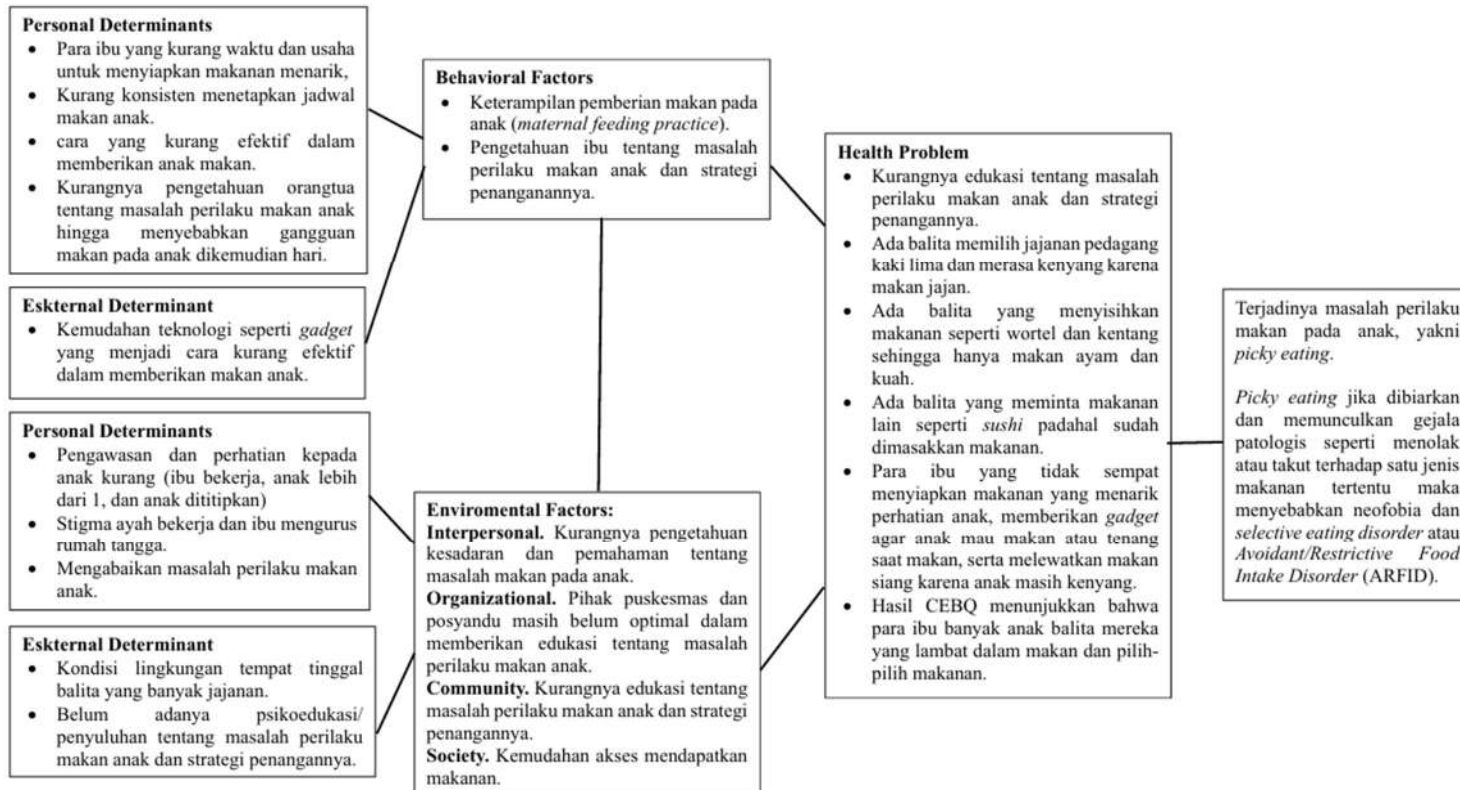 Personal Determinants
• Para ibu yang kurang waktu dan usaha
untuk menyiapkan makanan menarik,
• Kurang konsisten menetapkan jadwal
makan anak.
• cara yang kurang efektif dalam
memberikan anak makan.
• Kurangnya pengetahuan orangtua
tentang masalah perilaku makan anak
hingga menyebabkan gangguan
makan pada anak dikemudian hari.
Eskternal Determinant
• Kemudahan teknologi seperti gadget
yang menjadi cara kurang efektif
dalam memberikan makan anak.
Personal Determinants
• Pengawasan dan perhatian kepada
anak kurang (ibu bekerja, anak lebih
dari 1, dan anak dititipkan)
• Stigma ayah bekerja dan ibu mengurus
rumah tangga.
• Mengabaikan masalah perilaku makan
anak.
Eskternal Determinant
• Kondisi lingkungan tempat tinggal
balita yang banyak jajanan.
• Belum adanya psikoedukasi/
penyuluhan tentang masalah perilaku
makan anak dan strategi penangannya.
Behavioral Factors
• Keterampilan pemberian makan pada
anak (maternal feeding practice).
• Pengetahuan ibu tentang masalah
perilaku makan anak dan strategi
penanganannya.
Enviromental Factors:
Interpersonal. Kurangnya pengetahuan
kesadaran dan pemahaman tentang
masalah makan pada anak.
Organizational. Pihak puskesmas dan
posyandu masih belum optimal dalam
memberikan edukasi tentang masalah
perilaku makan anak.
Community. Kurangnya edukasi tentang
masalah perilaku makan anak dan strategi
penangannya.
Society. Kemudahan akses mendapatkan
makanan.
Health Problem
• Kurangnya edukasi tentang masalah
perilaku makan anak dan strategi
penangannya.
• Ada balita memilih jajanan pedagang
kaki lima dan merasa kenyang karena
makan jajan.
• Ada balita yang menyisihkan
makanan seperti wortel dan kentang
sehingga hanya makan ayam dan
kuah.
• Ada balita yang meminta makanan
lain seperti sushi padahal sudah
dimasakkan makanan.
• Para ibu yang tidak sempat
menyiapkan makanan yang menarik
perhatian anak, memberikan gadget
agar anak mau makan atau tenang
saat makan, serta melewatkan makan
siang karena anak masih kenyang.
• Hasil CEBQ menunjukkan bahwa
para ibu banyak anak balita mereka
yang lambat dalam makan dan pilih-
pilih makanan.
Terjadinya masalah perilaku
makan pada anak, yakni
picky eating.
Picky eating jika dibiarkan
dan memunculkan gejala
patologis seperti menolak
atau takut terhadap satu jenis
makanan tertentu maka
menyebabkan neofobia dan
selective eating disorder atau
Avoidant/Restrictive Food
Intake Disorder (ARFID).